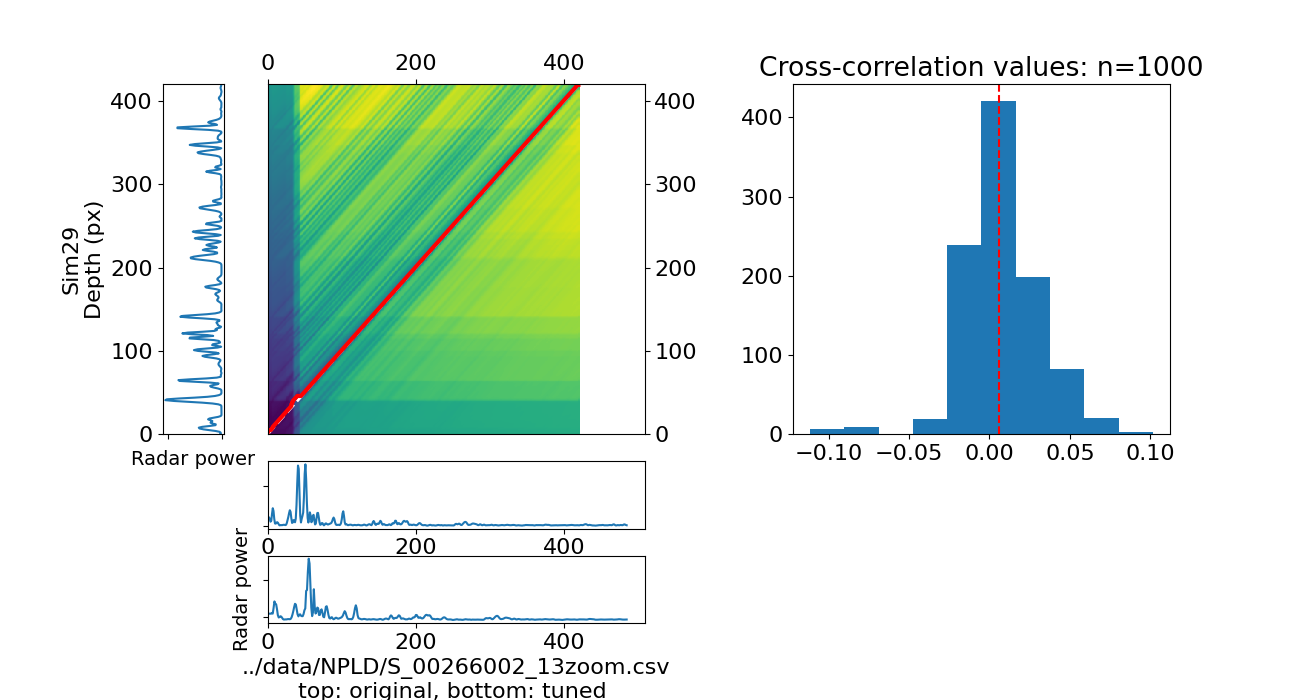 0 200 400
Cross-correlation values: n=1000
400
300
200
100
0
Sim29
Depth (px)
Radar power
400
300
200
100
0
400
300
200
100
0
−0.10 −0.05 0.00 0.05 0.10
0 200 400
Radar power
0 200 400
../data/NPLD/S_00266002_13zoom.csv
top: original, bottom: tuned